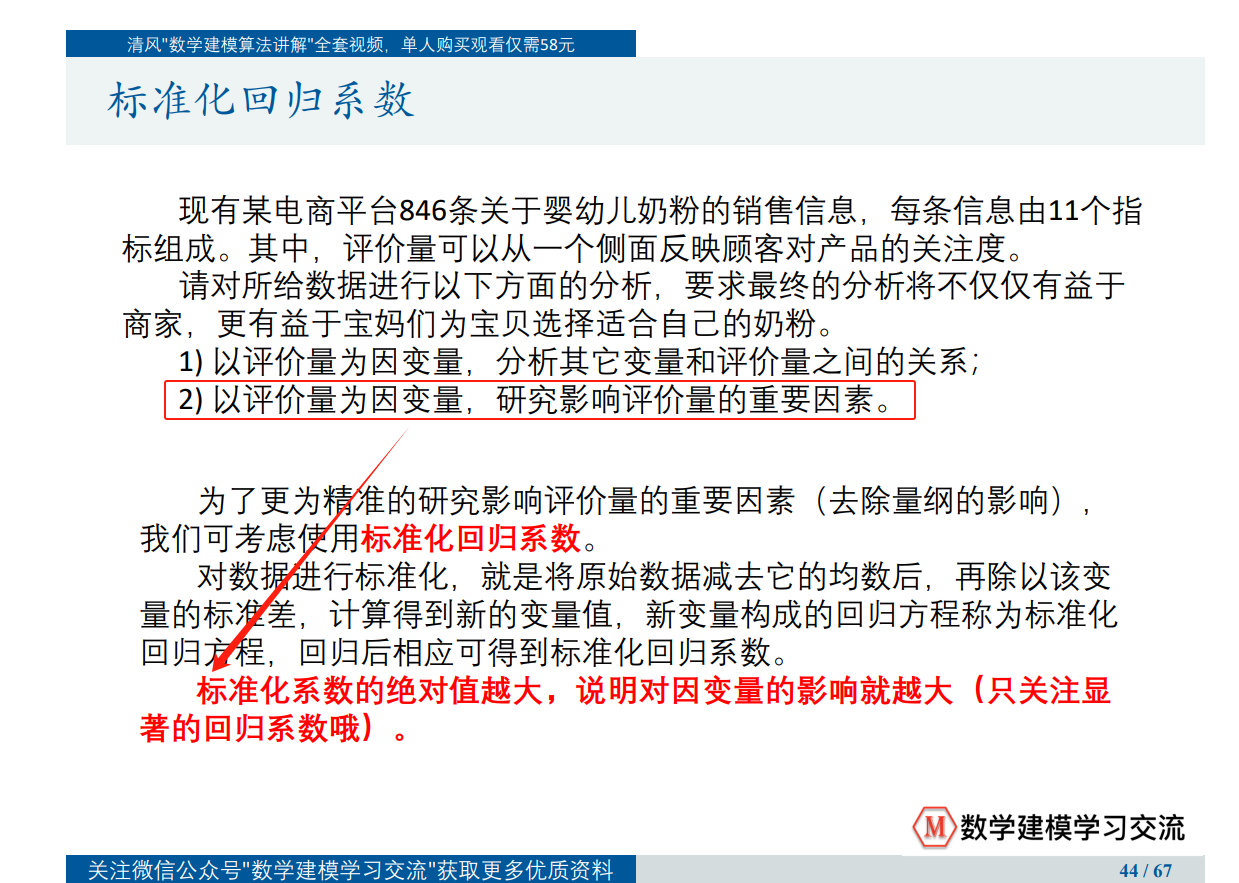 清风"数学建模算法讲解"全套视频，单人购买观看仅需58元
标准化回归系数
现有某电商平台846条关于婴幼儿奶粉的销售信息，每条信息由11个指
标组成。其中，评价量可以从一个侧面反映顾客对产品的关注度。
请对所给数据进行以下方面的分析，要求最终的分析将不仅仅有益于
商家，更有益于宝妈们为宝贝选择适合自己的奶粉。
1) 以评价量为因变量，分析其它变量和评价量之间的关系；
2) 以评价量为因变量，研究影响评价量的重要因素。
为了更为精准的研究影响评价量的重要因素（去除量纲的影响），
我们可考虑使用标准化回归系数。
对数据进行标准化，就是将原始数据减去它的均数后，再除以该变
量的标准差，计算得到新的变量值，新变量构成的回归方程称为标准化
回归方程，回归后相应可得到标准化回归系数。
标准化系数的绝对值越大，说明对因变量的影响就越大（只关注显
著的回归系数哦）。
M 数学建模学习交流
关注微信公众号"数学建模学习交流"获取更多优质资料
44 / 67